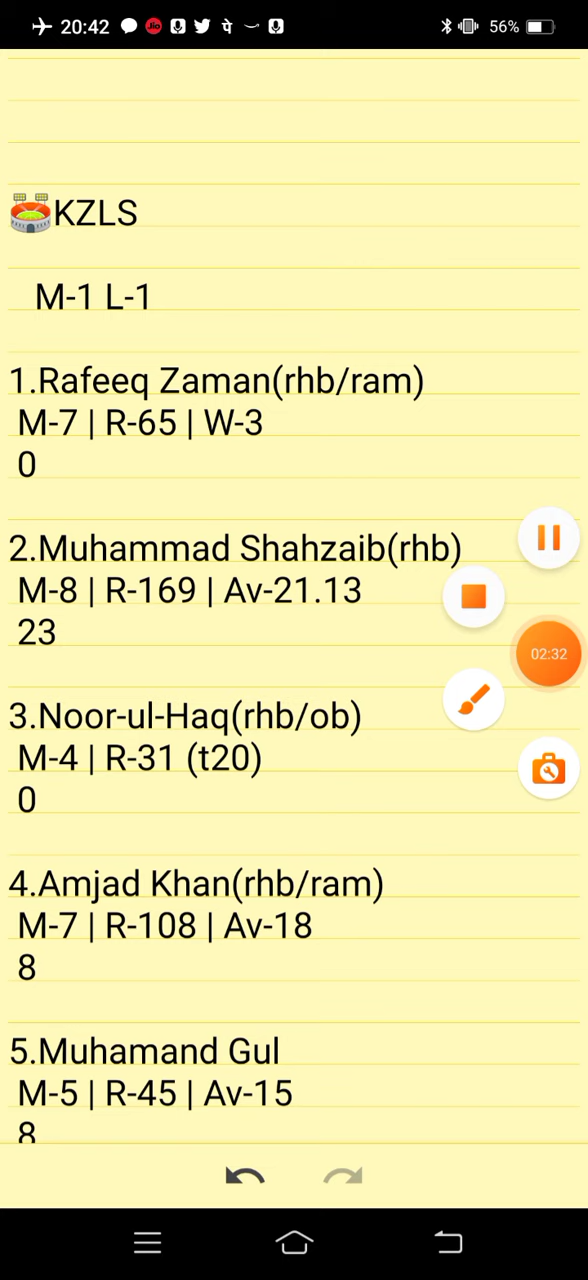 20:42
Jio
पे
56%
KZLS
M-1 L-1
1.Rafeeq Zaman(rhb/ram)
M-7 | R-65 | W-3
0
2.Muhammad Shahzaib(rhb)
M-8 | R-169 | Av-21.13
23
02:32
3.Noor-ul-Haq(rhb/ob)
M-4 | R-31 (t20)
0
4.Amjad Khan(rhb/ram)
M-7 | R-108 | Av-18
8
5.Muhamand Gul
M-5 | R-45 | Av-15
8